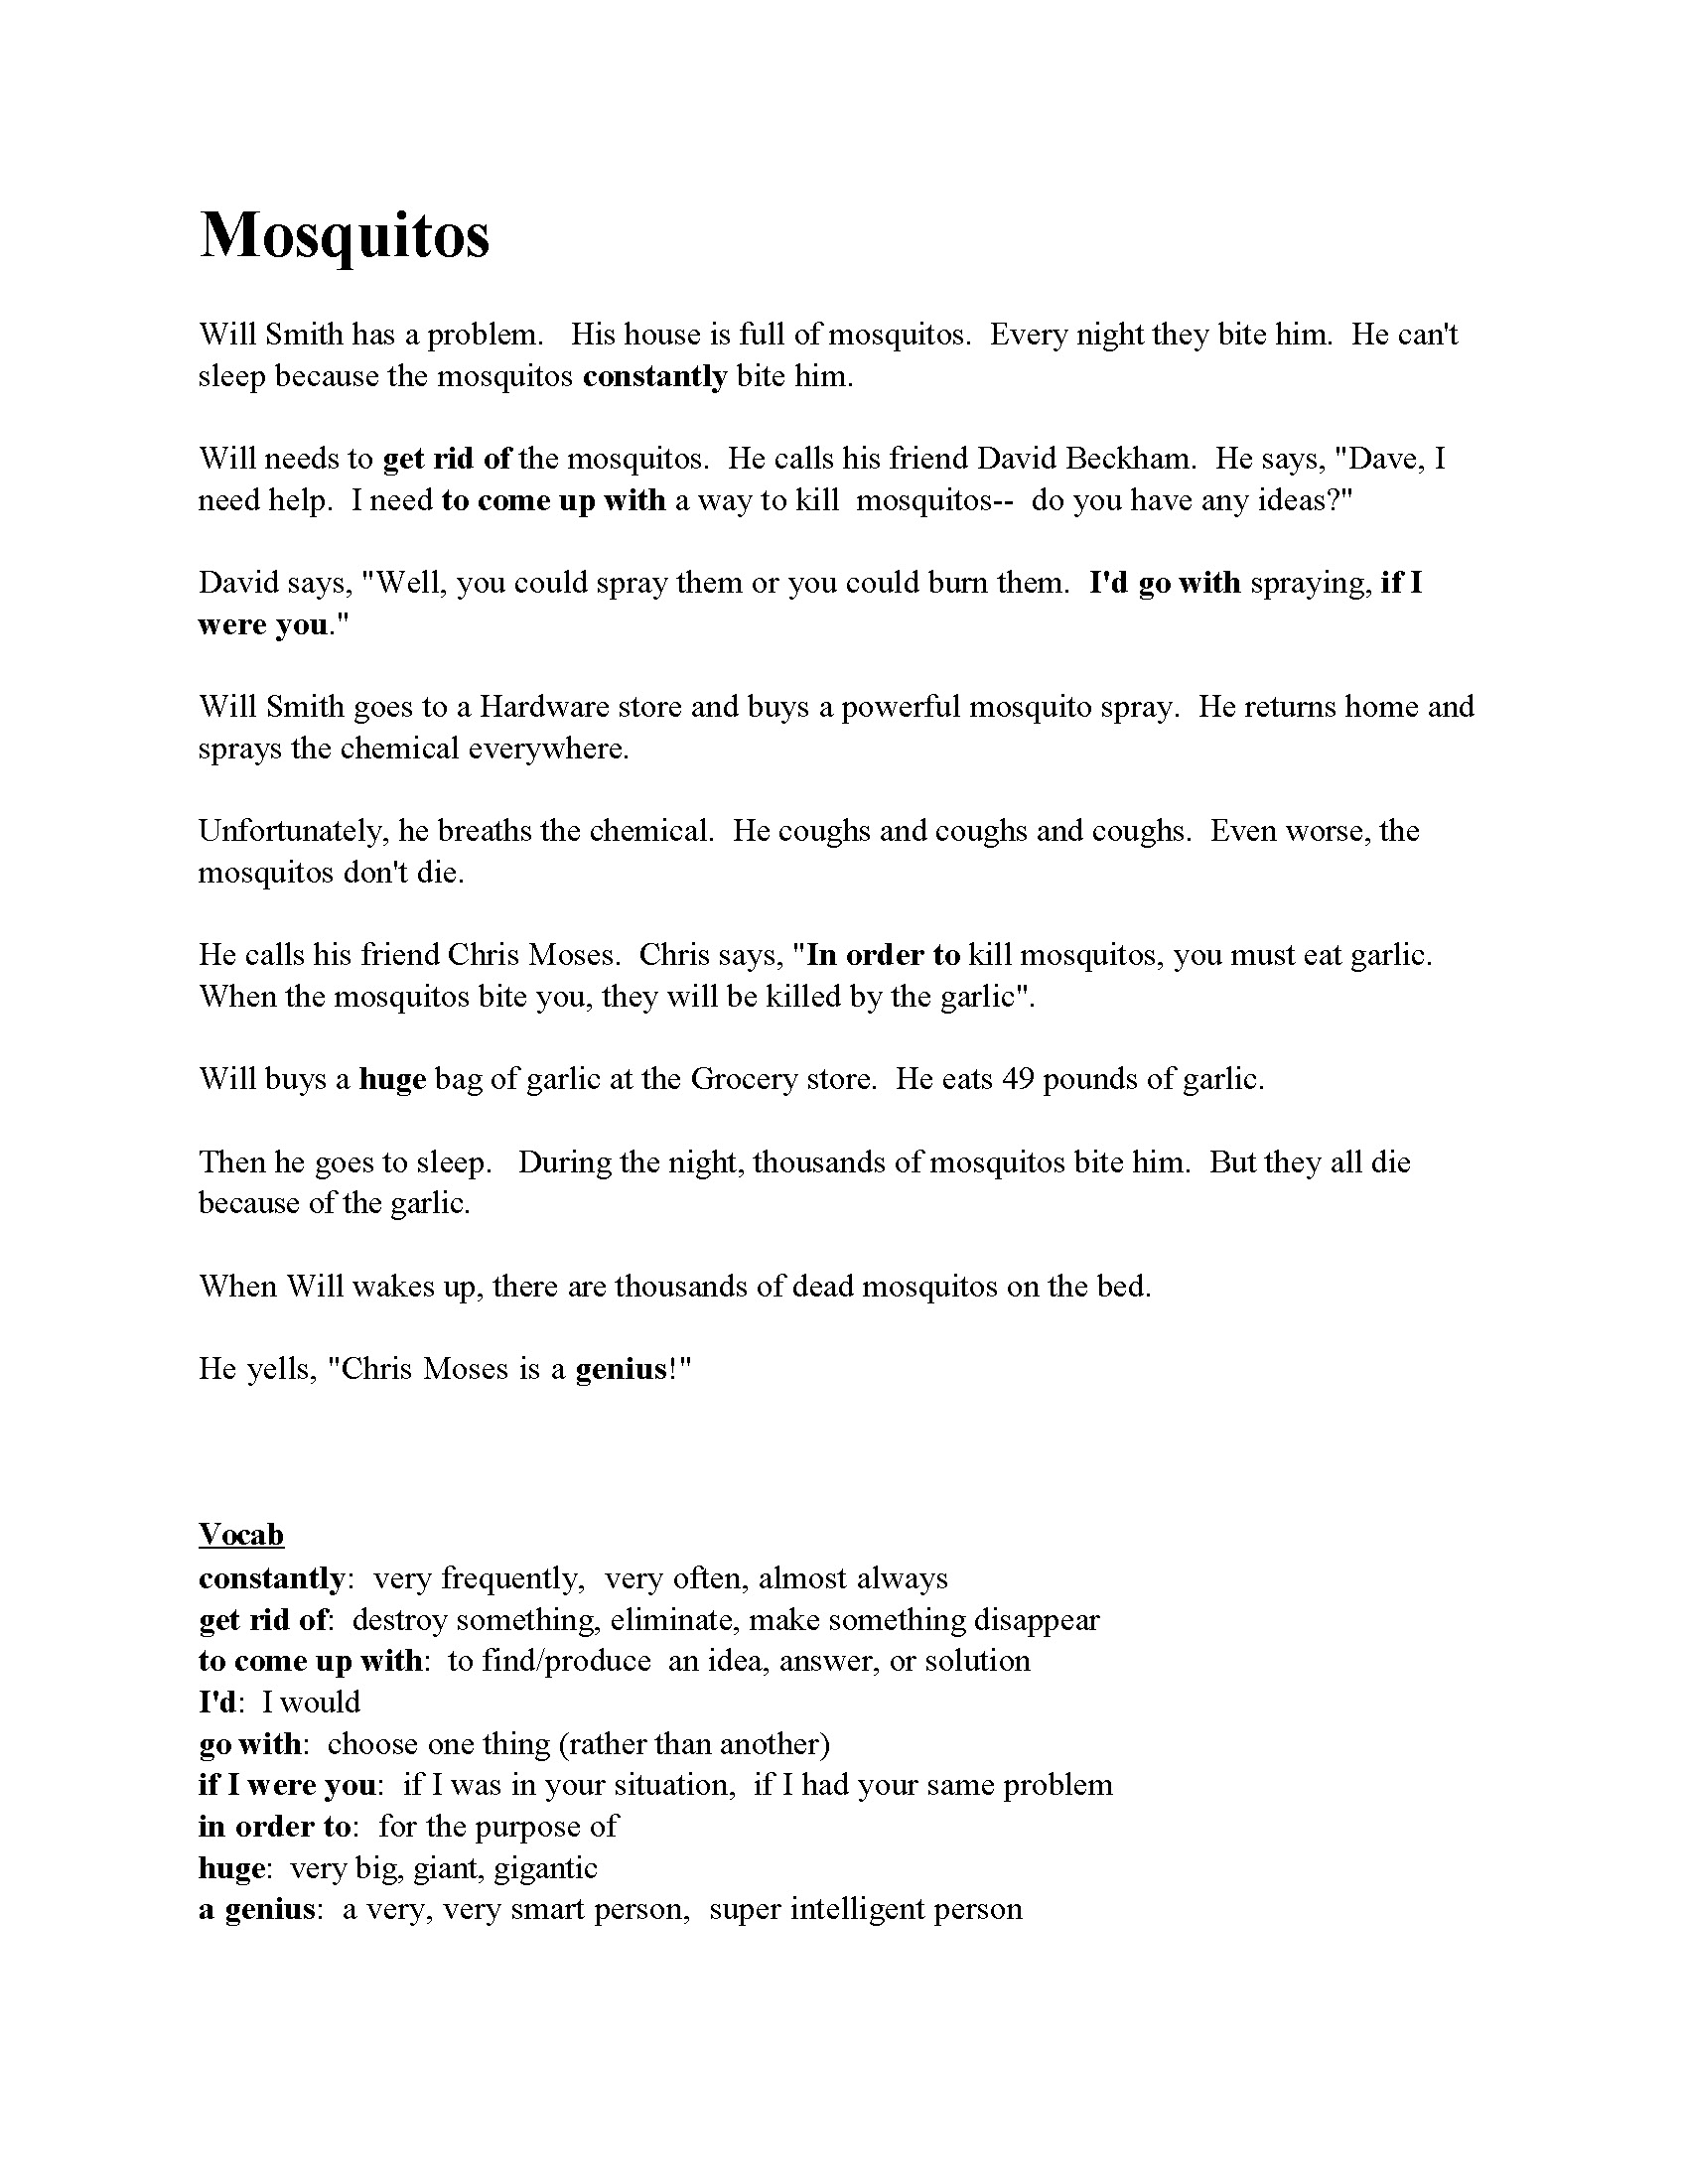 Mosquitos
Will Smith has a problem.   His house is full of mosquitos.  Every night they bite him.  He can't
sleep because the mosquitos constantly bite him.
Will needs to get rid of the mosquitos.  He calls his friend David Beckham.  He says, "Dave, I
need help.  I need to come up with a way to kill  mosquitos--  do you have any ideas?"
David says, "Well, you could spray them or you could burn them.  I'd go with spraying, if I
were you."
Will Smith goes to a Hardware store and buys a powerful mosquito spray.  He returns home and
sprays the chemical everywhere.
Unfortunately, he breaths the chemical.  He coughs and coughs and coughs.  Even worse, the
mosquitos don't die.
He calls his friend Chris Moses.  Chris says, "In order to kill mosquitos, you must eat garlic.
When the mosquitos bite you, they will be killed by the garlic".
Will buys a huge bag of garlic at the Grocery store.  He eats 49 pounds of garlic.
Then he goes to sleep.   During the night, thousands of mosquitos bite him.  But they all die
because of the garlic.
When Will wakes up, there are thousands of dead mosquitos on the bed.
He yells, "Chris Moses is a genius!"
Vocab
constantly:  very frequently,  very often, almost always
get rid of:  destroy something, eliminate, make something disappear
to come up with:  to find/produce  an idea, answer, or solution
I'd:  I would
go with:  choose one thing (rather than another)
if I were you:  if I was in your situation,  if I had your same problem
in order to:  for the purpose of
huge:  very big, giant, gigantic
a genius:  a very, very smart person,  super intelligent person